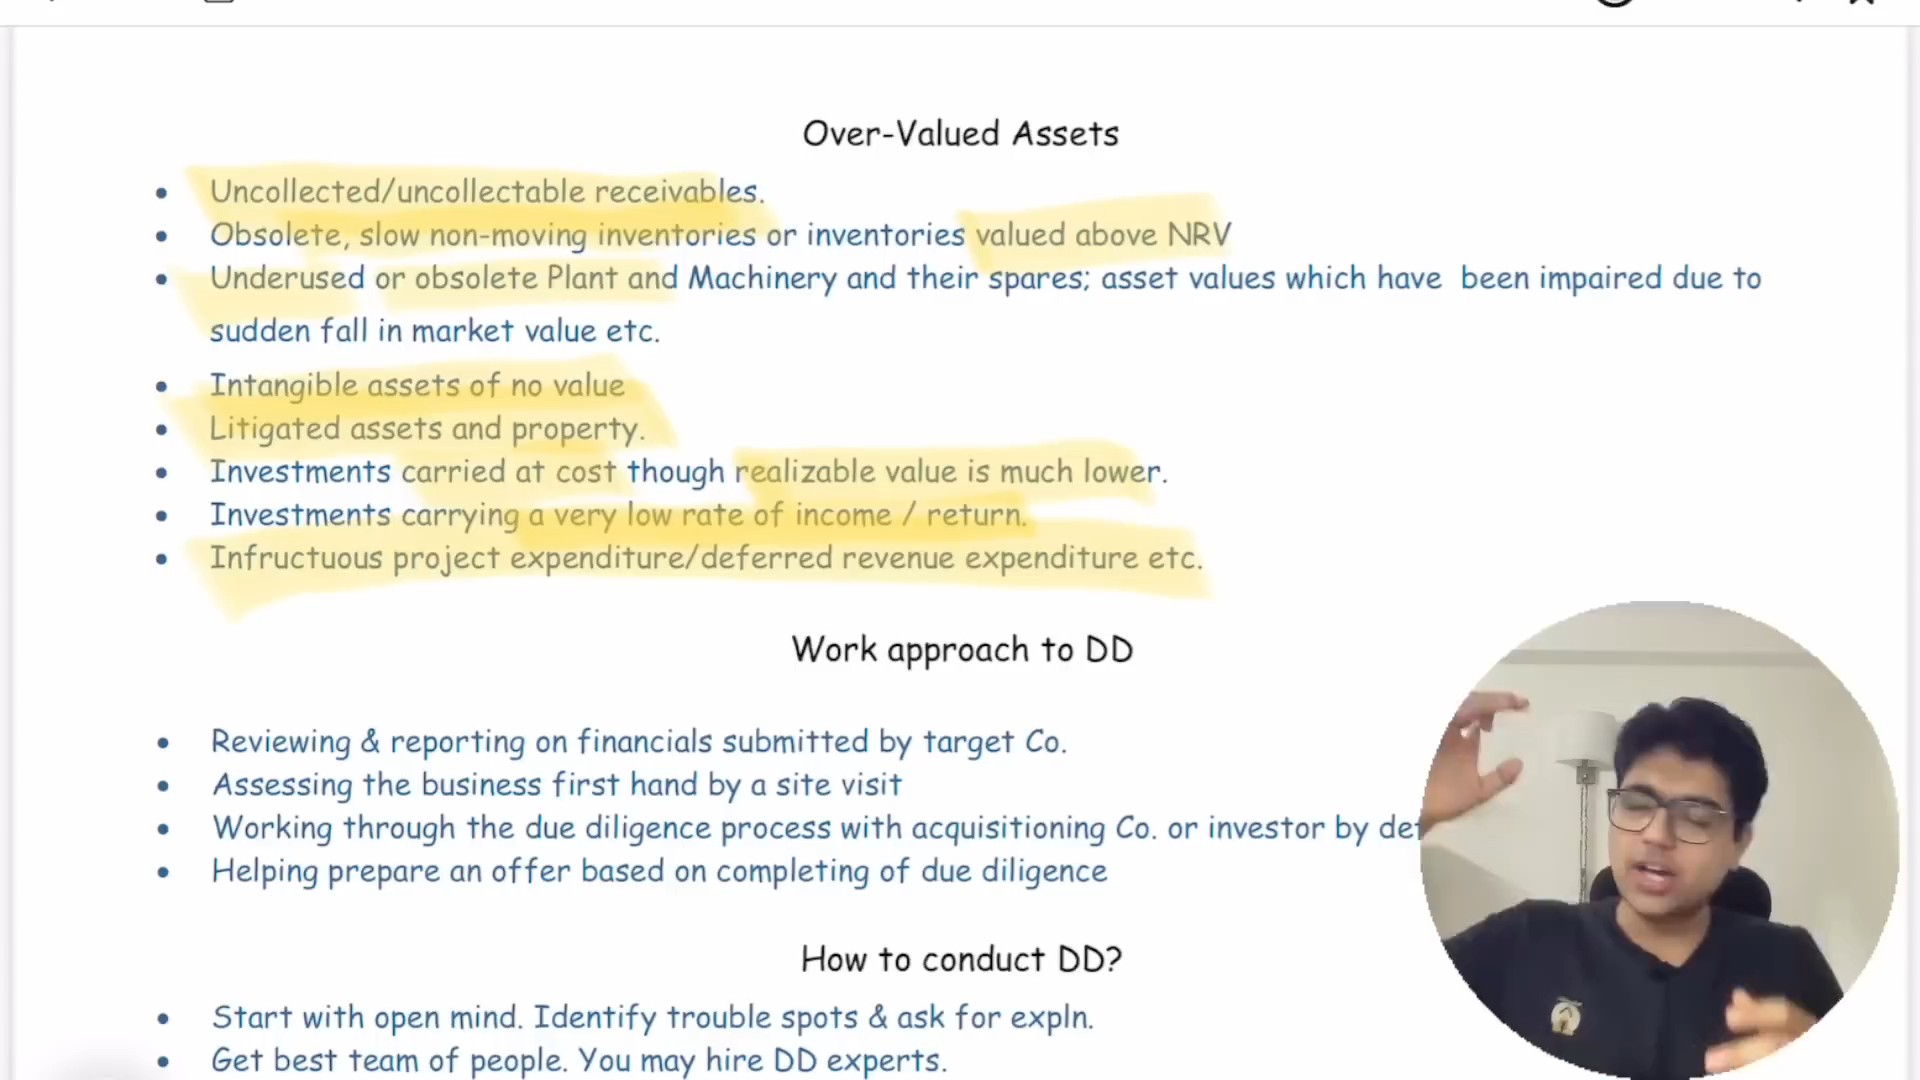 Over-Valued Assets
• Uncollected/uncollectable receivables.
• Obsolete, slow non-moving inventories or inventories valued above NRV
• Underused or obsolete Plant and Machinery and their spares; asset values which have been impaired due to
sudden fall in market value etc.
• Intangible assets of no value
• Litigated assets and property.
• Investments carried at cost though realizable value is much lower.
• Investments carrying a very low rate of income / return.
• Infructuous project expenditure/deferred revenue expenditure etc.
Work approach to DD
• Reviewing & reporting on financials submitted by target Co.
• Assessing the business first hand by a site visit
• Working through the due diligence process with acquisitioning Co. or investor by
• Helping prepare an offer based on completing of due diligence
How to conduct DD?
• Start with open mind. Identify trouble spots & ask for expln.
• Get best team of people. You may hire DD experts.